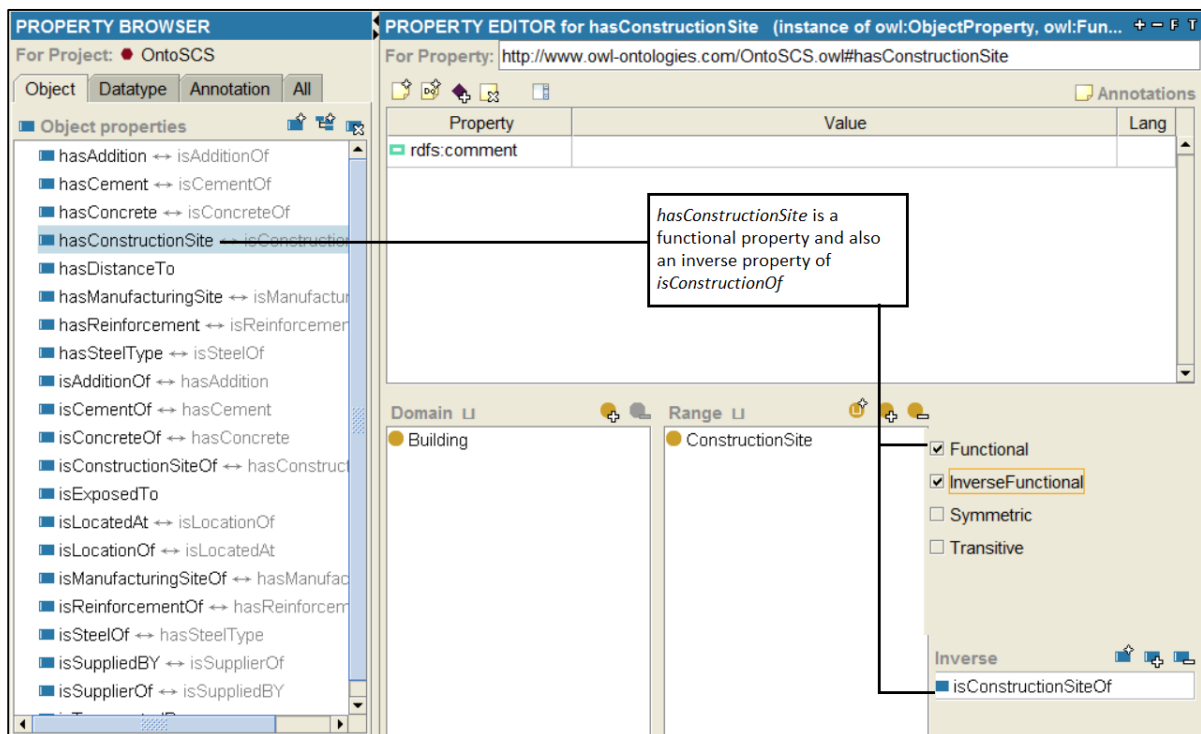 PROPERTY BROWSER
For Project: OntoSCS
Object Datatype Annotation All
Object properties
hasAddition ↔ isAdditionOf
hasCement ↔ isCementOf
hasConcrete ↔ isConcreteOf
hasConstructionSite ↔ isConstruction
hasDistanceTo
hasManufacturingSite ↔ isManufactur
hasReinforcement ↔ isReinforcemer
hasSteelType ↔ isSteelOf
isAdditionOf ↔ hasAddition
isCementOf ↔ hasCement
isConcreteOf ↔ hasConcrete
isConstructionSiteOf ↔ hasConstruct
isExposedTo
isLocatedAt ↔ isLocationOf
isLocationOf ↔ isLocatedAt
isManufacturingSiteOf ↔ hasManufac
isReinforcementOf ↔ hasReinforcem
isSteelOf ↔ hasSteelType
isSuppliedBY ↔ isSupplierOf
isSupplierOf ↔ isSuppliedBY
PROPERTY EDITOR for hasConstructionSite (instance of owl:ObjectProperty, owl:Fun... + − F T
For Property: http://www.owl-ontologies.com/OntoSCS.owl#hasConstructionSite
Annotations
Property Value Lang
rdfs:comment
hasConstructionSite is a
functional property and also
an inverse property of
isConstructionOf
Domain ⊔
Building
Range ⊔
ConstructionSite
Functional
InverseFunctional
Symmetric
Transitive
Inverse
isConstructionSiteOf